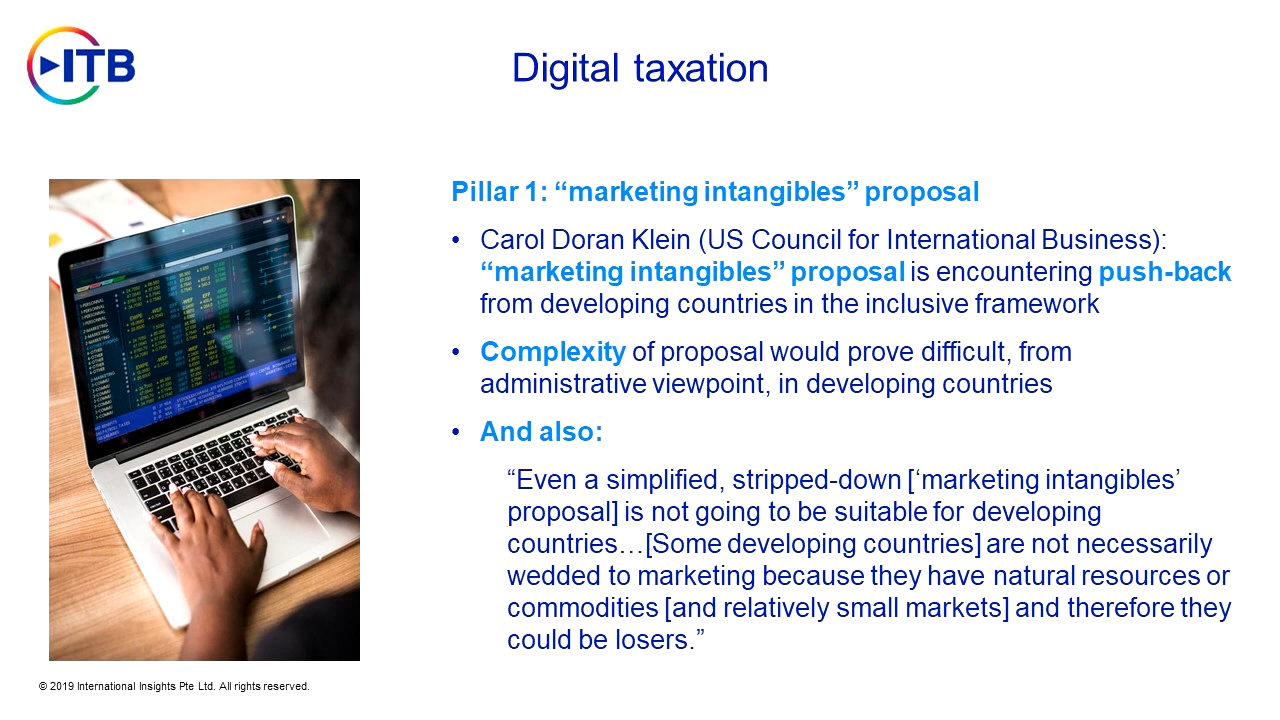 ITB
Digital taxation
Pillar 1: “marketing intangibles” proposal
• Carol Doran Klein (US Council for International Business):
“marketing intangibles” proposal is encountering push-back
from developing countries in the inclusive framework
• Complexity of proposal would prove difficult, from
administrative viewpoint, in developing countries
• And also:
“Even a simplified, stripped-down [‘marketing intangibles’
proposal] is not going to be suitable for developing
countries…[Some developing countries] are not necessarily
wedded to marketing because they have natural resources or
commodities [and relatively small markets] and therefore they
could be losers.”
© 2019 International Insights Pte Ltd. All rights reserved.